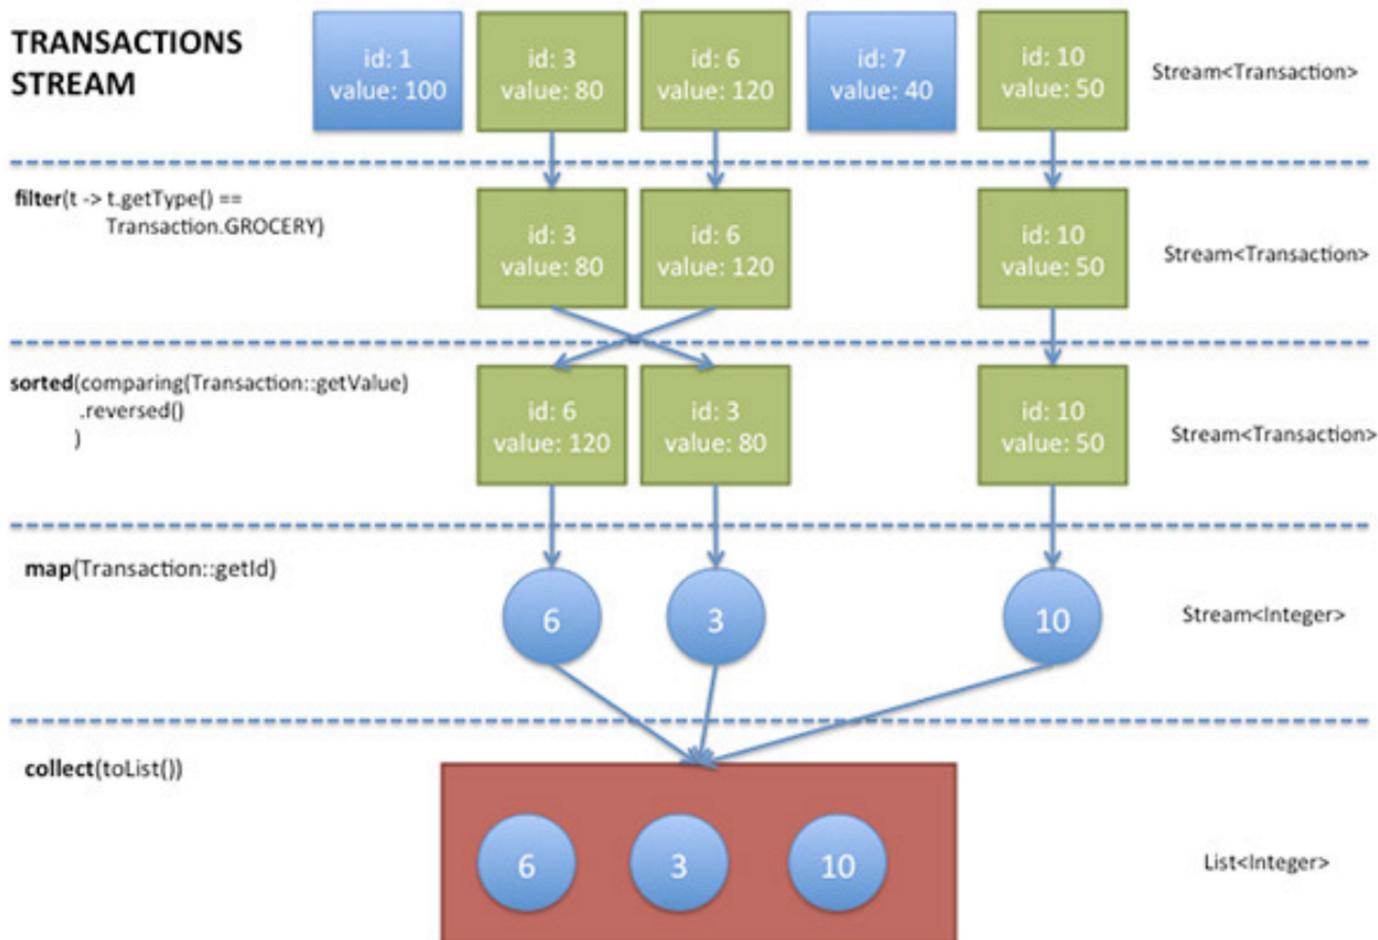 TRANSACTIONS
STREAM
id: 1
value: 100
id: 3
value: 80
id: 6
value: 120
id: 7
value: 40
id: 10
value: 50
Stream<Transaction>
filter(t -> t.getType() ==
Transaction.GROCERY)
id: 3
value: 80
id: 6
value: 120
id: 10
value: 50
Stream<Transaction>
sorted(comparing(Transaction::getValue)
.reversed()
)
id: 6
value: 120
id: 3
value: 80
id: 10
value: 50
Stream<Transaction>
map(Transaction::getId)
6
3
10
Stream<Integer>
collect(toList())
6
3
10
List<Integer>